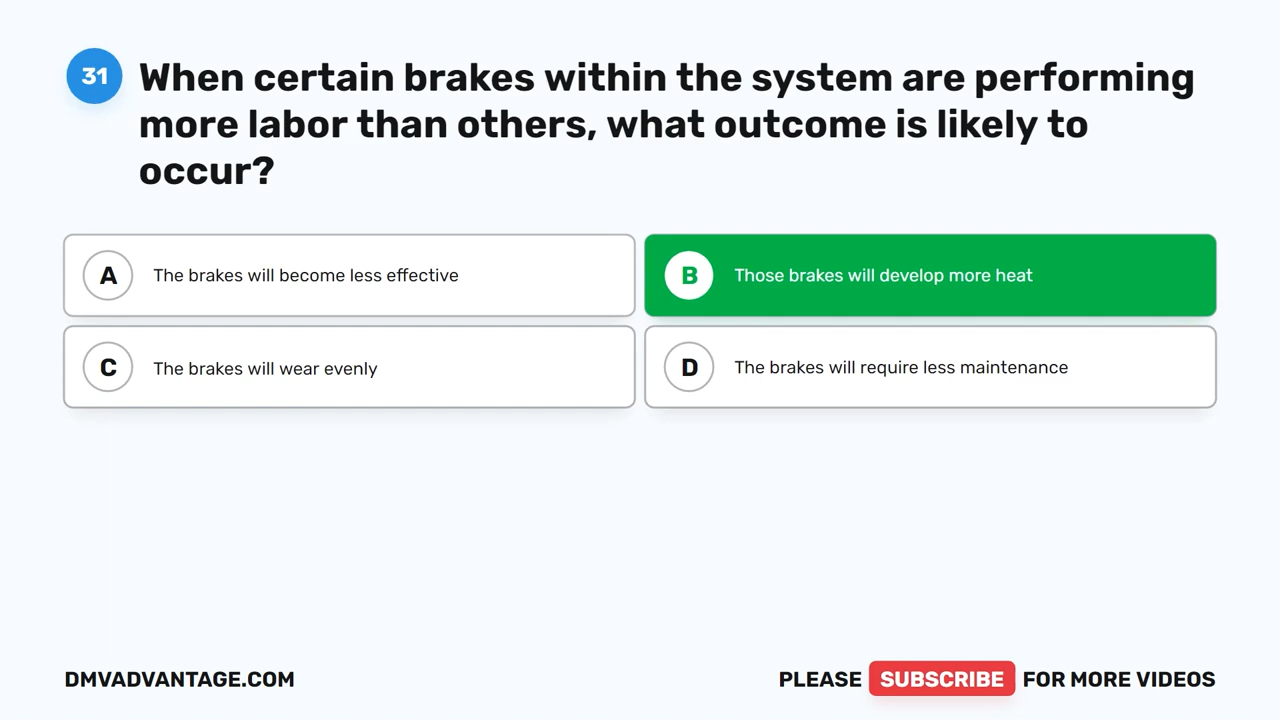 31
When certain brakes within the system are performing
more labor than others, what outcome is likely to
occur?
A The brakes will become less effective
B Those brakes will develop more heat
C The brakes will wear evenly
D The brakes will require less maintenance
DMVADVANTAGE.COM
PLEASE SUBSCRIBE FOR MORE VIDEOS